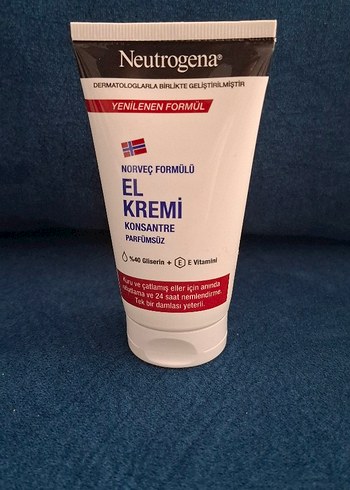 Neutrogena®
DERMATOLOGLARLA BİRLİKTE GELİŞTİRİLMİŞTİR
YENİLENEN FORMÜL
NORVEÇ FORMÜLÜ
EL
KREMİ
KONSANTRE
PARFÜMSÜZ
%40 Gliserin + E E Vitamini
Kuru ve çatlamış eller için anında
rahatlama ve 24 saat nemlendirme.
Tek bir damlası yeterli.